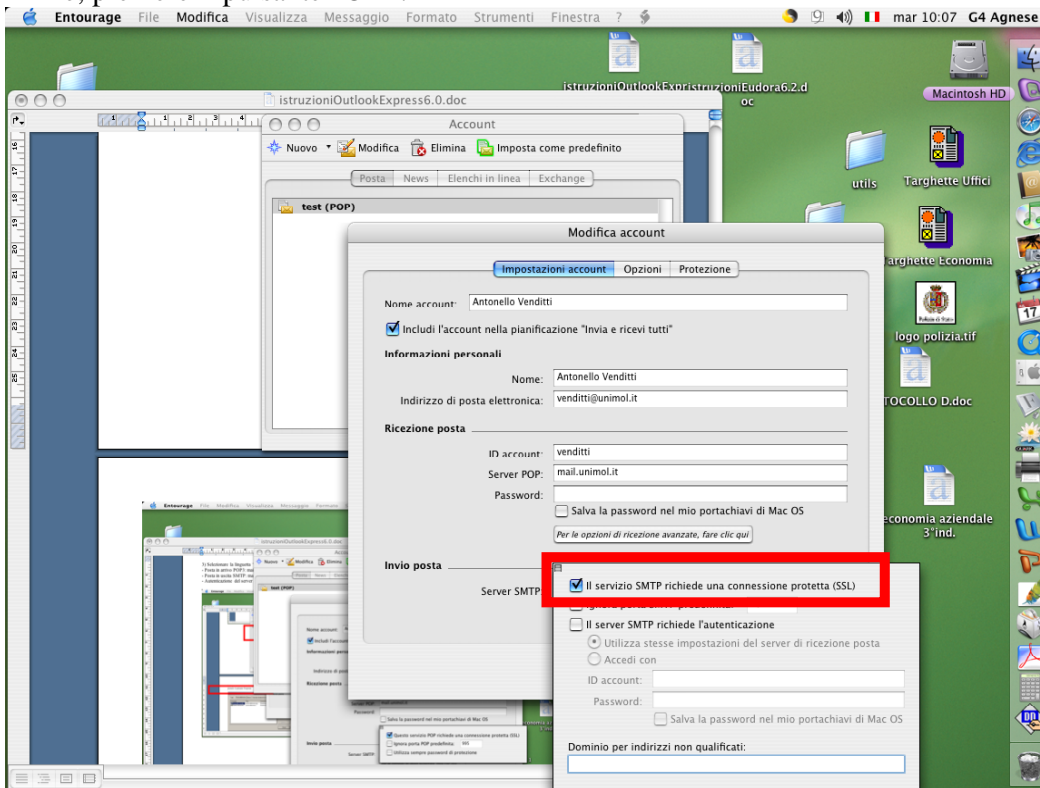 Entourage File Modifica Visualizza Messaggio Formato Strumenti Finestra ? mar 10:07 G4 Agnese
istruzioniOutlookExpress6.0.doc
Macintosh HD
Account
Nuovo Modifica Elimina Imposta come predefinito
Posta News Elenchi in linea Exchange
test (POP)
utils
Targhette Uffici
Targhette Economia
logo polizia.tif
TOCOLLO D.doc
economia aziendale
3°ind.
Modifica account
Impostazioni account Opzioni Protezione
Nome account: Antonello Venditti
Includi l'account nella pianificazione "Invia e ricevi tutti"
Informazioni personali
Nome: Antonello Venditti
Indirizzo di posta elettronica: venditti@unimol.it
Ricezione posta
ID account: venditti
Server POP: mail.unimol.it
Password:
Salva la password nel mio portachiavi di Mac OS
Per le opzioni di ricezione avanzate, fare clic qui
Invio posta
Server SMTP:
Il servizio SMTP richiede una connessione protetta (SSL)
Il server SMTP richiede l'autenticazione
Utilizza stesse impostazioni del server di ricezione posta
Accedi con
ID account:
Password:
Salva la password nel mio portachiavi di Mac OS
Dominio per indirizzi non qualificati: